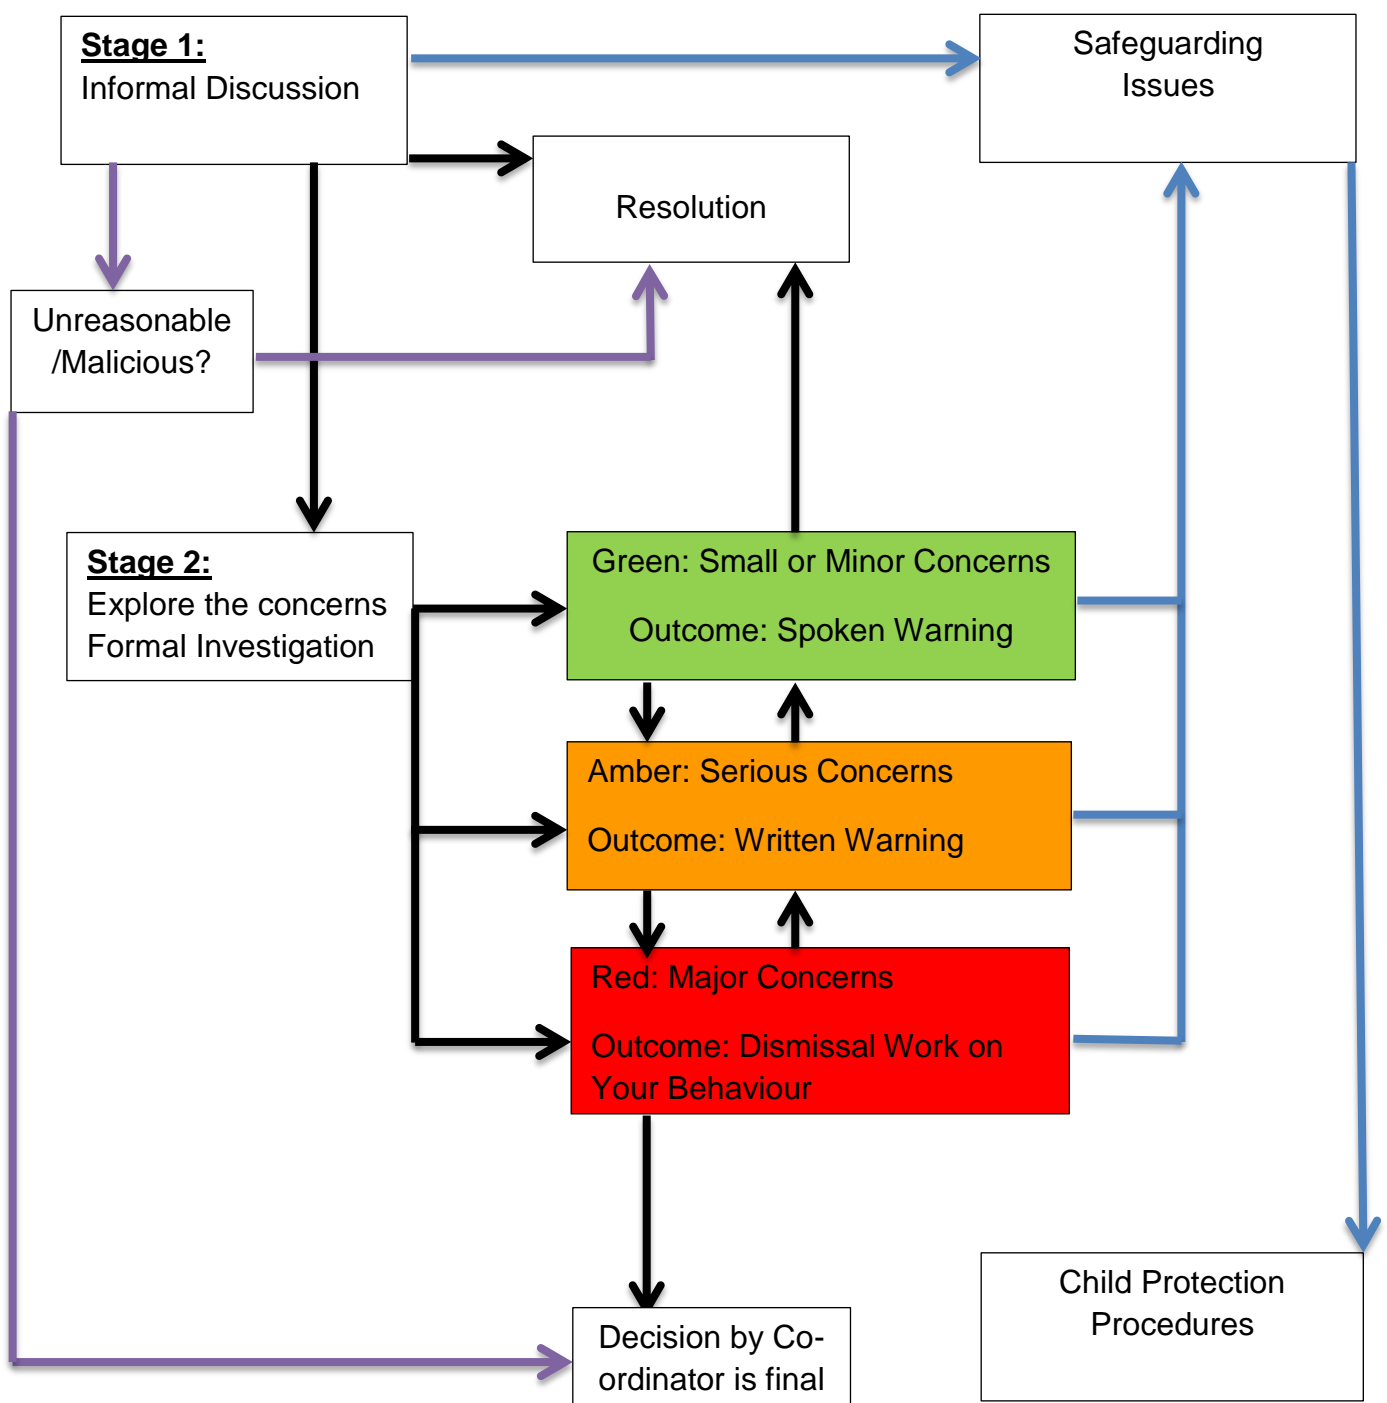 Stage 1:
Informal Discussion
Safeguarding
Issues
Resolution
Unreasonable
/Malicious?
Stage 2:
Explore the concerns
Formal Investigation
Green: Small or Minor Concerns
Outcome: Spoken Warning
Amber: Serious Concerns
Outcome: Written Warning
Red: Major Concerns
Outcome: Dismissal Work on
Your Behaviour
Child Protection
Procedures
Decision by Co-
ordinator is final